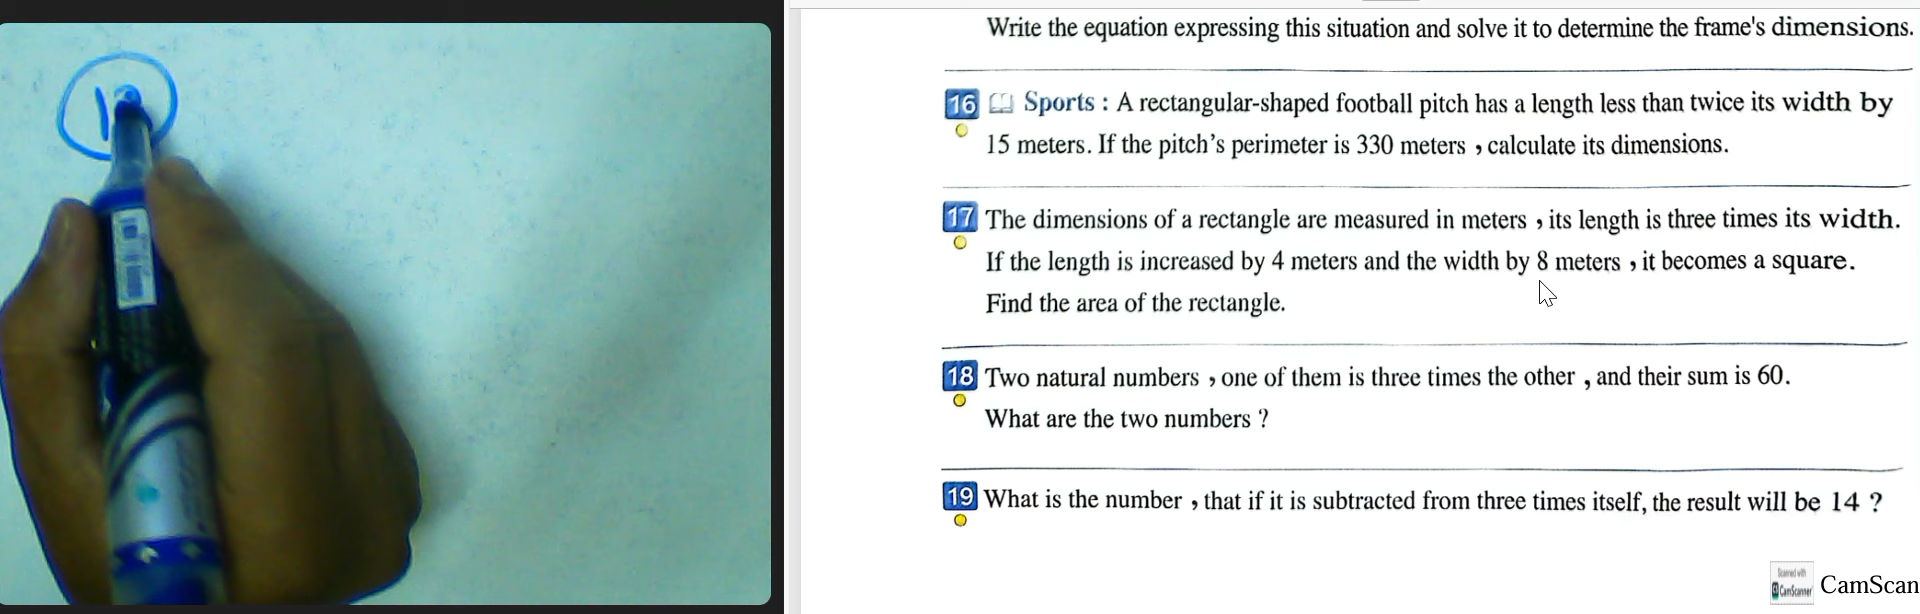 Write the equation expressing this situation and solve it to determine the frame's dimensions.
16 Sports : A rectangular-shaped football pitch has a length less than twice its width by
15 meters. If the pitch's perimeter is 330 meters , calculate its dimensions.
17 The dimensions of a rectangle are measured in meters , its length is three times its width.
If the length is increased by 4 meters and the width by 8 meters , it becomes a square.
Find the area of the rectangle.
18 Two natural numbers , one of them is three times the other , and their sum is 60.
What are the two numbers ?
19 What is the number , that if it is subtracted from three times itself, the result will be 14 ?
Scanned with
CamScanner
CamScan